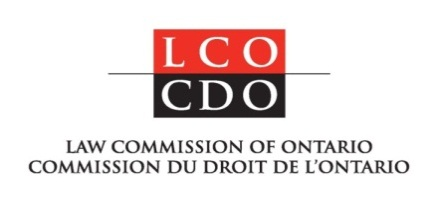 LCO
CDO
LAW COMMISSION OF ONTARIO
COMMISSION DU DROIT DE L'ONTARIO